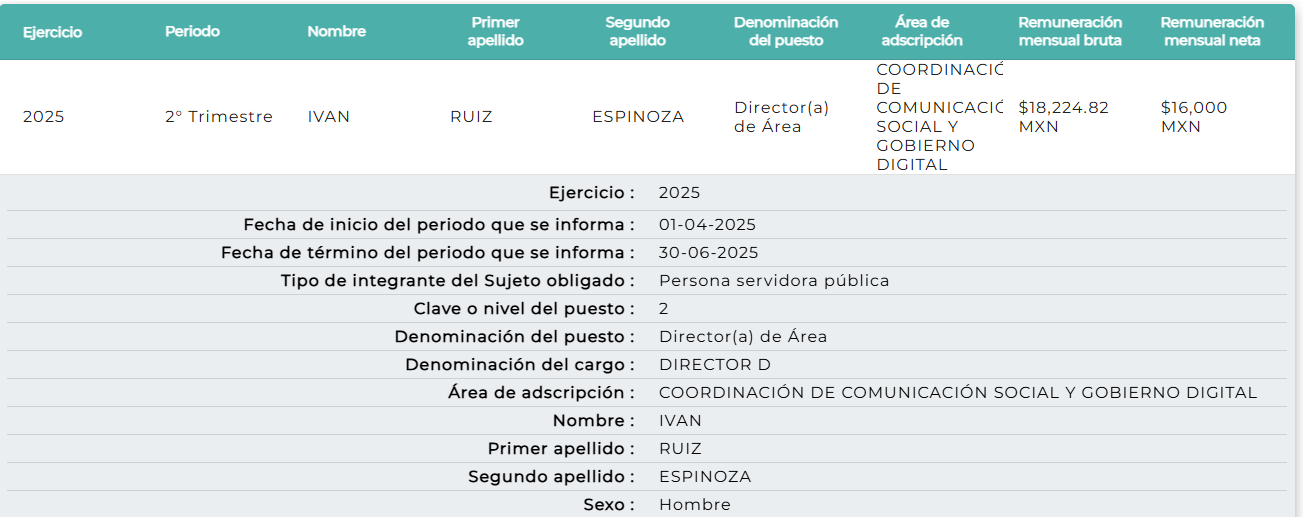 Ejercicio Periodo Nombre Primer apellido Segundo apellido Denominación del puesto Área de adscripción Remuneración mensual bruta Remuneración mensual neta
2025 2° Trimestre IVAN RUIZ ESPINOZA Director(a) de Área COORDINACIÓ DE COMUNICACIÓ SOCIAL Y GOBIERNO DIGITAL $18,224.82 MXN $16,000 MXN
Ejercicio : 2025
Fecha de inicio del periodo que se informa : 01-04-2025
Fecha de término del periodo que se informa : 30-06-2025
Tipo de integrante del Sujeto obligado : Persona servidora pública
Clave o nivel del puesto : 2
Denominación del puesto : Director(a) de Área
Denominación del cargo : DIRECTOR D
Área de adscripción : COORDINACIÓN DE COMUNICACIÓN SOCIAL Y GOBIERNO DIGITAL
Nombre : IVAN
Primer apellido : RUIZ
Segundo apellido : ESPINOZA
Sexo : Hombre